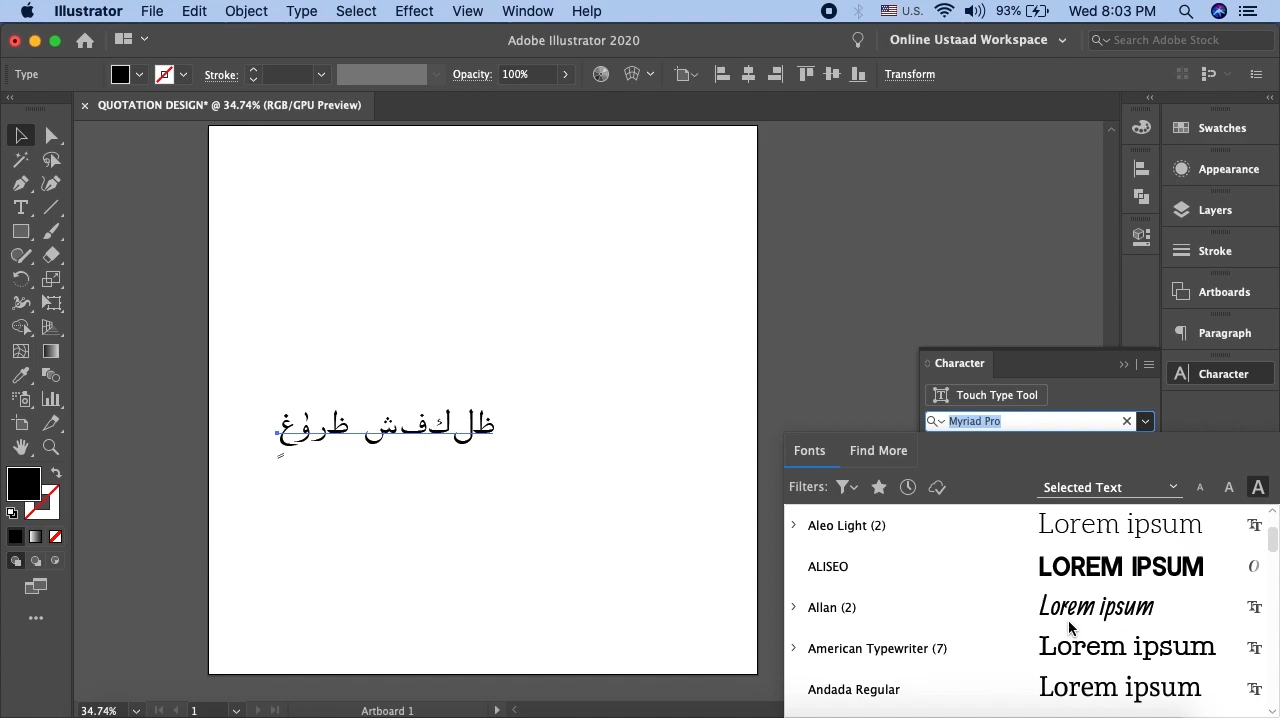 Illustrator File Edit Object Type Select Effect View Window Help U.S. 93% Wed 8:03 PM
Adobe Illustrator 2020 Online Ustaad Workspace Search Adobe Stock
Type Stroke: Opacity: 100% Transform
× QUOTATION DESIGN* @ 34.74% (RGB/GPU Preview)
Swatches
Appearance
Layers
Stroke
Artboards
Paragraph
Character
Character
Touch Type Tool
Myriad Pro
Fonts Find More
Filters: Selected Text A A A
Aleo Light (2) Lorem ipsum
ALISEO LOREM IPSUM
Allan (2) Lorem ipsum
American Typewriter (7) Lorem ipsum
Andada Regular Lorem ipsum
34.74% 1 Artboard 1